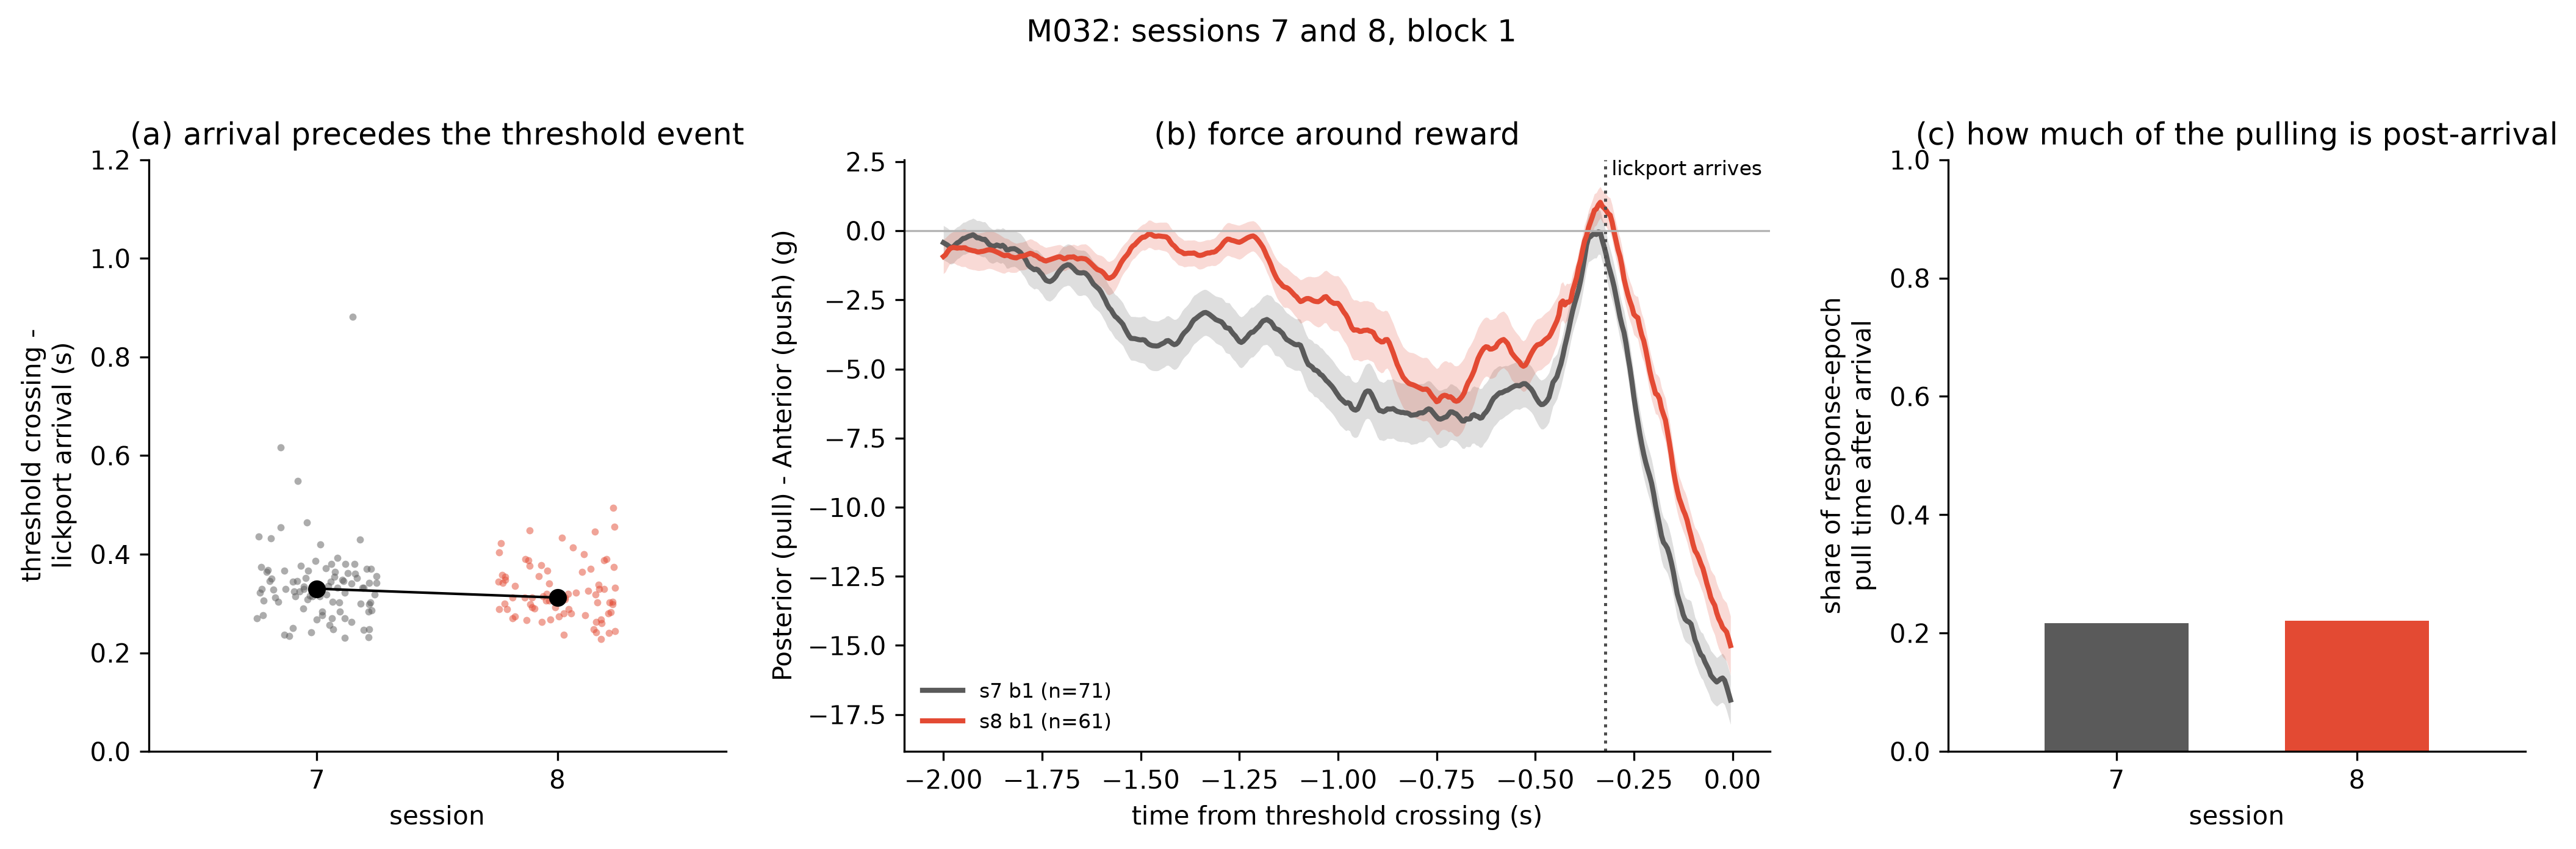 M032: sessions 7 and 8, block 1
(a) arrival precedes the threshold event
threshold crossing -
lickport arrival (s)
1.2
1.0
0.8
0.6
0.4
0.2
0.0
7
8
session
(b) force around reward
Posterior (pull) - Anterior (push) (g)
2.5
0.0
−2.5
−5.0
−7.5
−10.0
−12.5
−15.0
−17.5
lickport arrives
s7 b1 (n=71)
s8 b1 (n=61)
−2.00 −1.75 −1.50 −1.25 −1.00 −0.75 −0.50 −0.25 0.00
time from threshold crossing (s)
(c) how much of the pulling is post-arrival
share of response-epoch
pull time after arrival
1.0
0.8
0.6
0.4
0.2
0.0
7
8
session